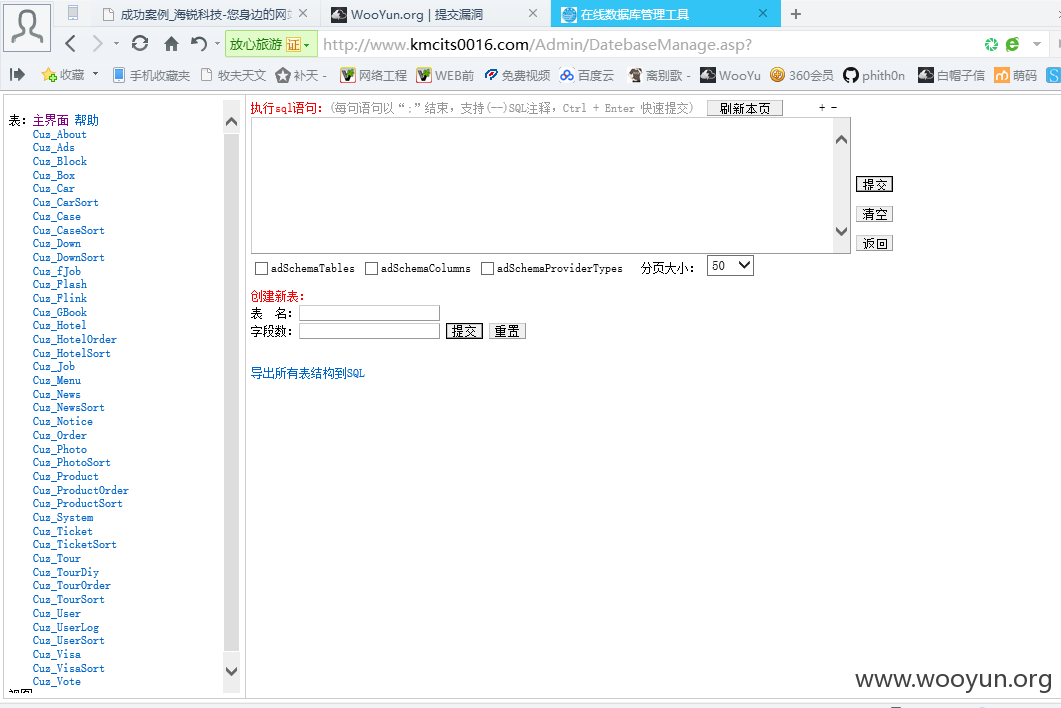 成功案例_海锐科技-您身边的网
WooYun.org | 提交漏洞
在线数据库管理工具
放心旅游 证 http://www.kmcits0016.com/Admin/DatebaseManage.asp?
收藏 手机收藏夹 牧夫天文 补天 网络工程 WEB前 免费视频 百度云 离别歌 WooYu 360会员 phith0n 白帽子信 萌码
表: 主界面 帮助
Cuz_About
Cuz_Ads
Cuz_Block
Cuz_Box
Cuz_Car
Cuz_CarSort
Cuz_Case
Cuz_CaseSort
Cuz_Down
Cuz_DownSort
Cuz_fJob
Cuz_Flash
Cuz_Flink
Cuz_GBook
Cuz_Hotel
Cuz_HotelOrder
Cuz_HotelSort
Cuz_Job
Cuz_Menu
Cuz_News
Cuz_NewsSort
Cuz_Notice
Cuz_Order
Cuz_Photo
Cuz_PhotoSort
Cuz_Product
Cuz_ProductOrder
Cuz_ProductSort
Cuz_System
Cuz_Ticket
Cuz_TicketSort
Cuz_Tour
Cuz_TourDiy
Cuz_TourOrder
Cuz_TourSort
Cuz_User
Cuz_UserLog
Cuz_UserSort
Cuz_Visa
Cuz_VisaSort
Cuz_Vote
执行sql语句: (每句语句以“;”结束, 支持(--)SQL注释, Ctrl + Enter 快速提交) 刷新本页 + -
提交
清空
返回
adSchemaTables adSchemaColumns adSchemaProviderTypes 分页大小: 50
创建新表:
表 名:
字段数: 提交 重置
导出所有表结构到SQL
www.wooyun.org